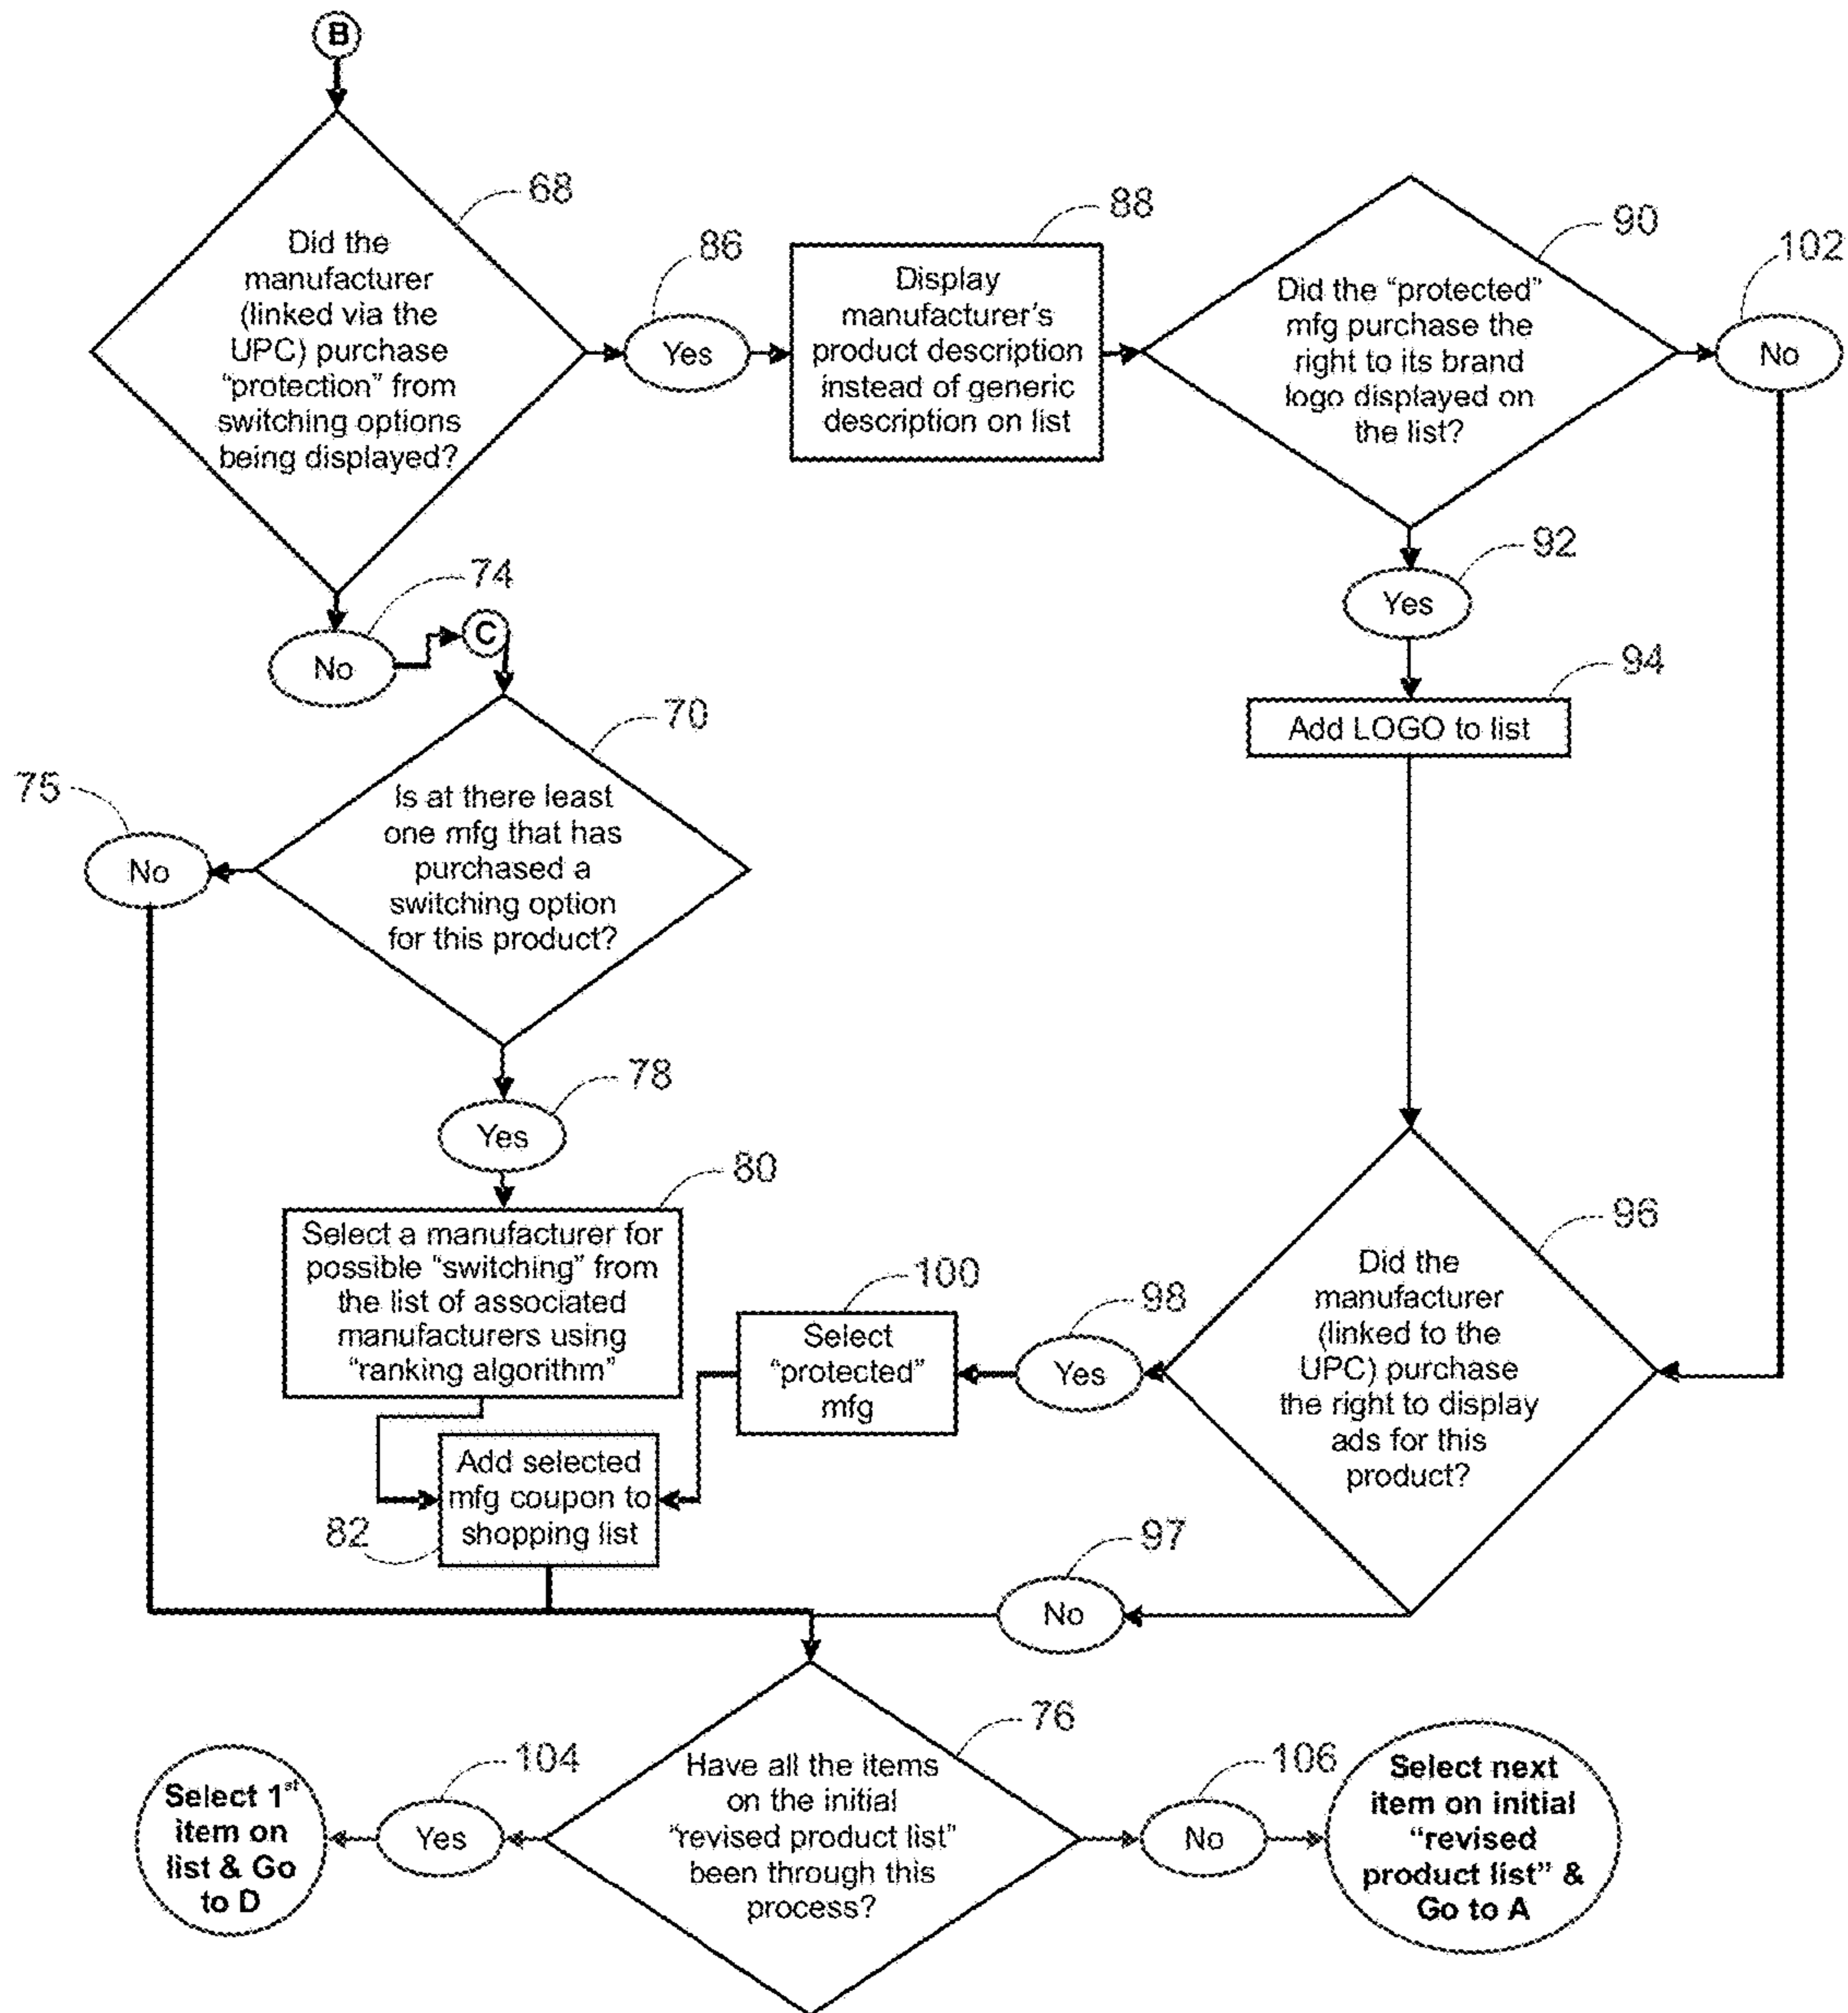 B
68
Did the
manufacturer
(linked via the
UPC) purchase
“protection” from
switching options
being displayed?
86
Yes
88
Display
manufacturer’s
product description
instead of generic
description on list
90
Did the “protected”
mfg purchase the
right to its brand
logo displayed on
the list?
102
No
92
Yes
94
Add LOGO to list
74
No
C
70
Is at there least
one mfg that has
purchased a
switching option
for this product?
75
No
78
Yes
80
Select a manufacturer for
possible “switching” from
the list of associated
manufacturers using
“ranking algorithm”
96
Did the
manufacturer
(linked to the
UPC) purchase
the right to display
ads for this
product?
98
Yes
100
Select
“protected”
mfg
Add selected
mfg coupon to
shopping list
82
97
No
76
Have all the items
on the initial
“revised product list”
been through this
process?
104
Yes
Select 1st
item on
list & Go
to D
106
No
Select next
item on initial
“revised
product list” &
Go to A